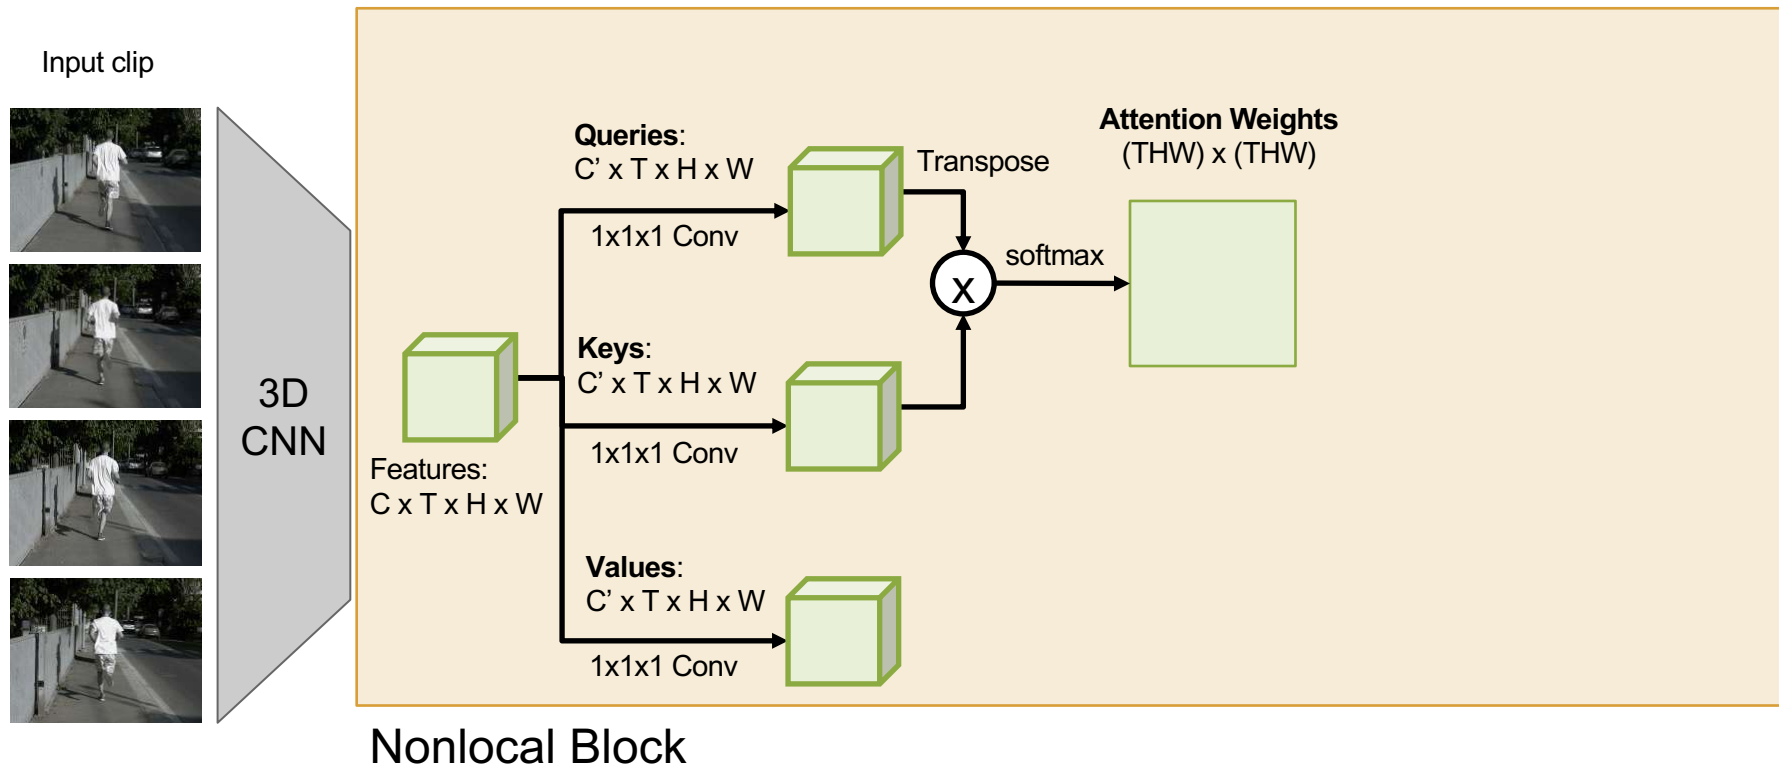 Input clip
3D
CNN
Features:
C x T x H x W
Queries:
C’ x T x H x W
1x1x1 Conv
Keys:
C’ x T x H x W
1x1x1 Conv
Values:
C’ x T x H x W
1x1x1 Conv
Transpose
x
softmax
Attention Weights
(THW) x (THW)
Nonlocal Block